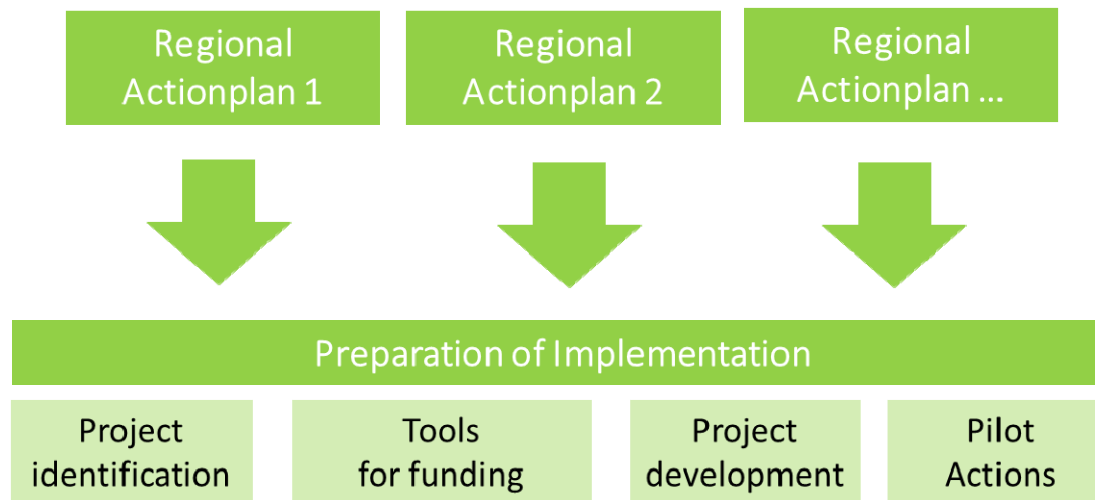 Regional
Actionplan 1
Regional
Actionplan 2
Regional
Actionplan ...
Preparation of Implementation
Project
identification
Tools
for funding
Project
development
Pilot
Actions